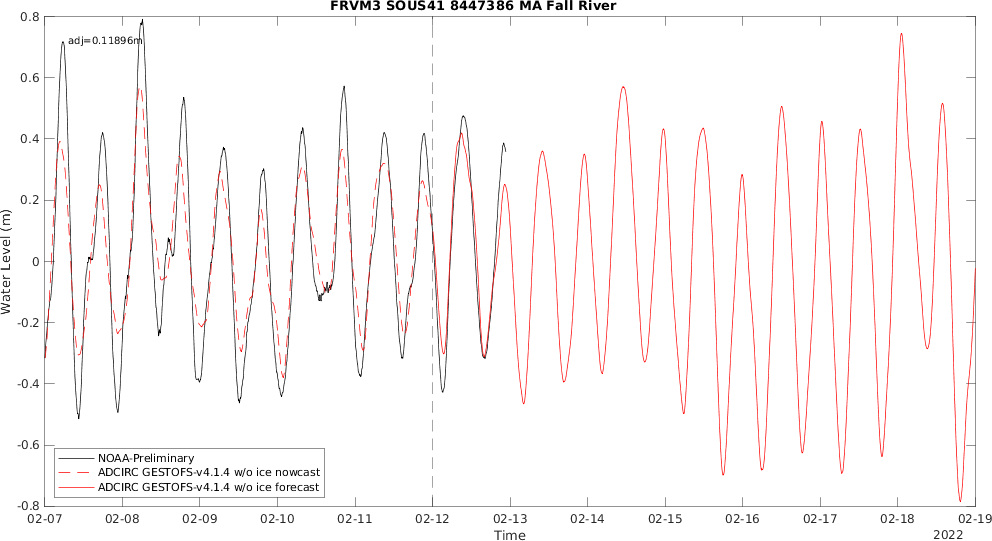 FRVM3 SOUS41 8447386 MA Fall River
adj=0.11896m
0.8
0.6
0.4
0.2
0
-0.2
-0.4
-0.6
-0.8
Water Level (m)
NOAA-Preliminary
ADCIRC GESTOFS-v4.1.4 w/o ice nowcast
ADCIRC GESTOFS-v4.1.4 w/o ice forecast
02-07 02-08 02-09 02-10 02-11 02-12 02-13 02-14 02-15 02-16 02-17 02-18 02-19
Time
2022